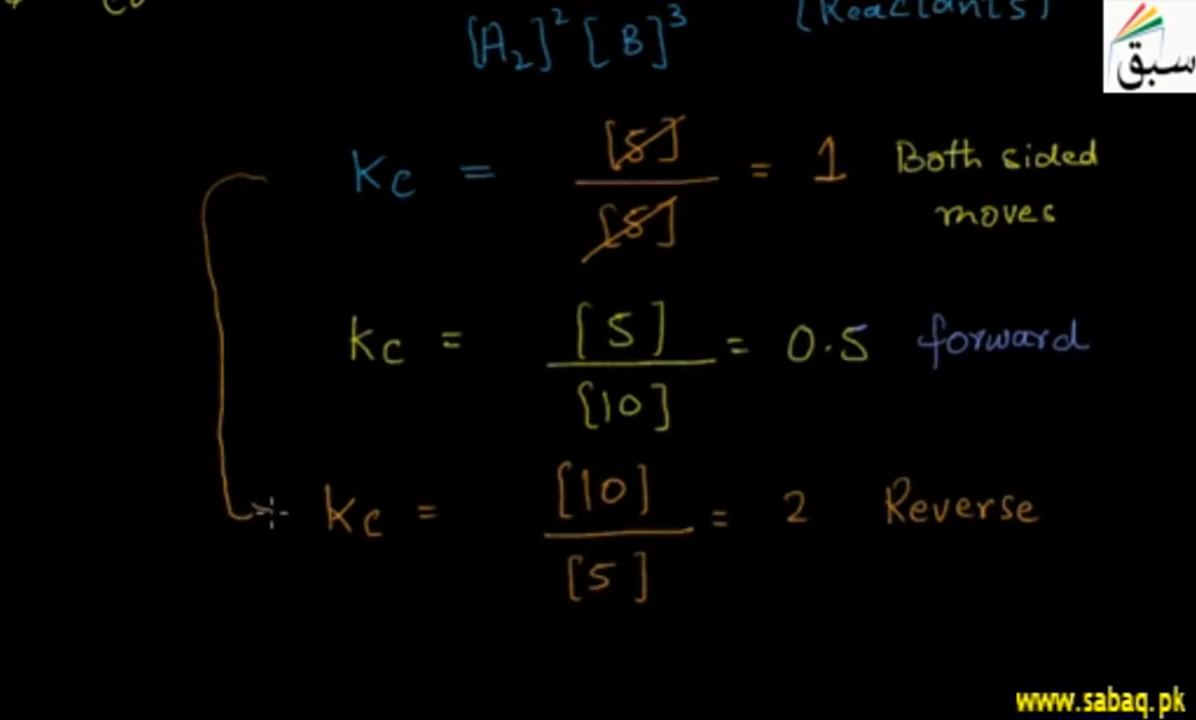 [A₂]² [B]³
Kc = [5] / [5] = 1 Both sided
moves
Kc = [5] / [10] = 0.5 forward
Kc = [10] / [5] = 2 Reverse
سبق
www.sabaq.pk